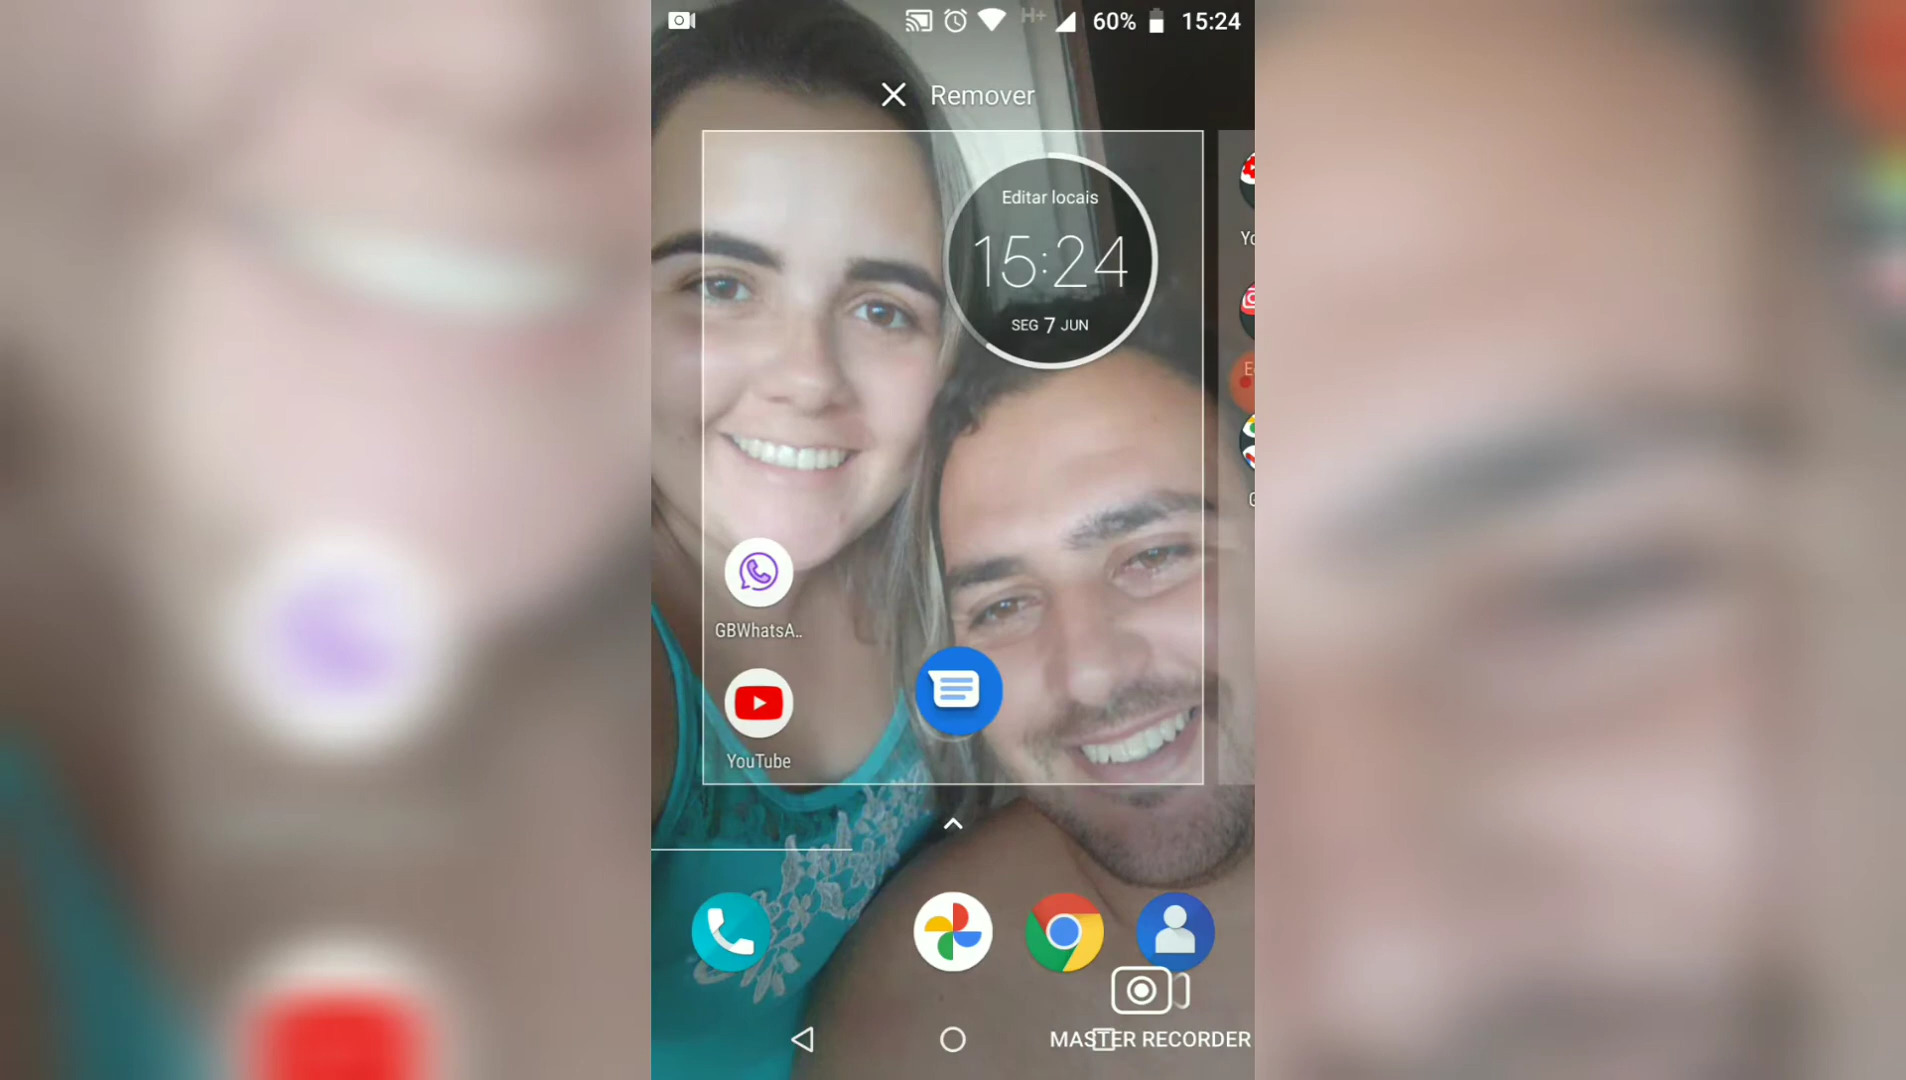 H+ 60% 15:24
Remover
Editar locais
15:24
SEG 7 JUN
GBWhatsA..
YouTube
MASTER RECORDER